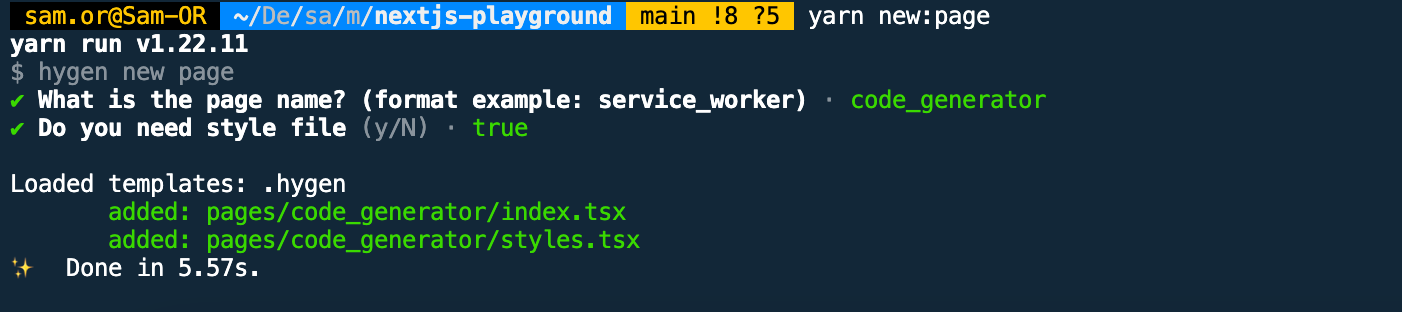 sam.or@Sam-OR ~/De/sa/m/nextjs-playground main !8 ?5 yarn new:page
yarn run v1.22.11
$ hygen new page
✔ What is the page name? (format example: service_worker) · code_generator
✔ Do you need style file (y/N) · true
Loaded templates: .hygen
added: pages/code_generator/index.tsx
added: pages/code_generator/styles.tsx
✨ Done in 5.57s.